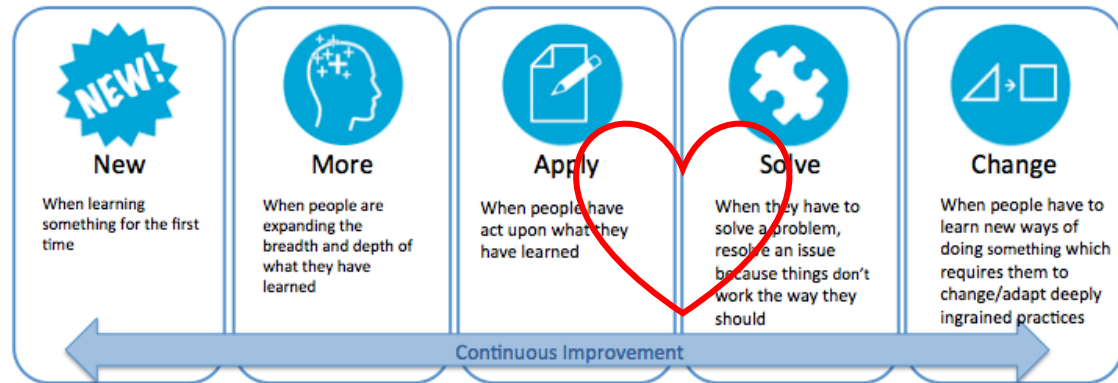 NEW!
New
When learning
something for the first
time
More
When people are
expanding the
breadth and depth of
what they have
learned
Apply
When people have
act upon what they
have learned
Solve
When they have to
solve a problem,
resolve an issue
because things don't
work the way they
should
Change
When people have to
learn new ways of
doing something which
requires them to
change/adapt deeply
ingrained practices
Continuous Improvement